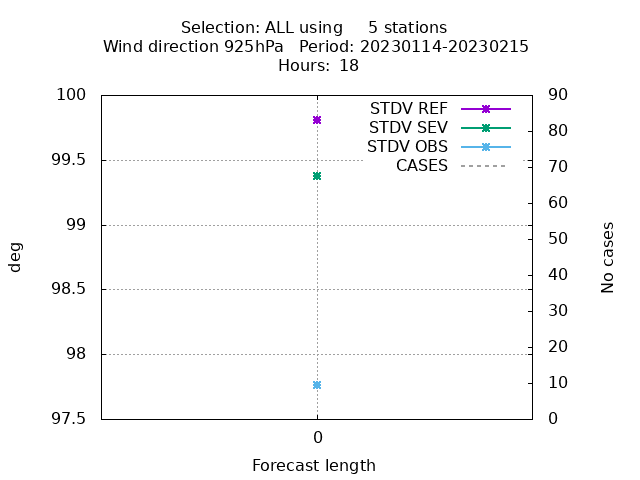 Selection: ALL using     5 stations
Wind direction 925hPa   Period: 20230114-20230215
Hours:  18
100
99.5
99
98.5
98
97.5
90
80
70
60
50
40
30
20
10
0
STDV REF
STDV SEV
STDV OBS
CASES
deg
No cases
0
Forecast length